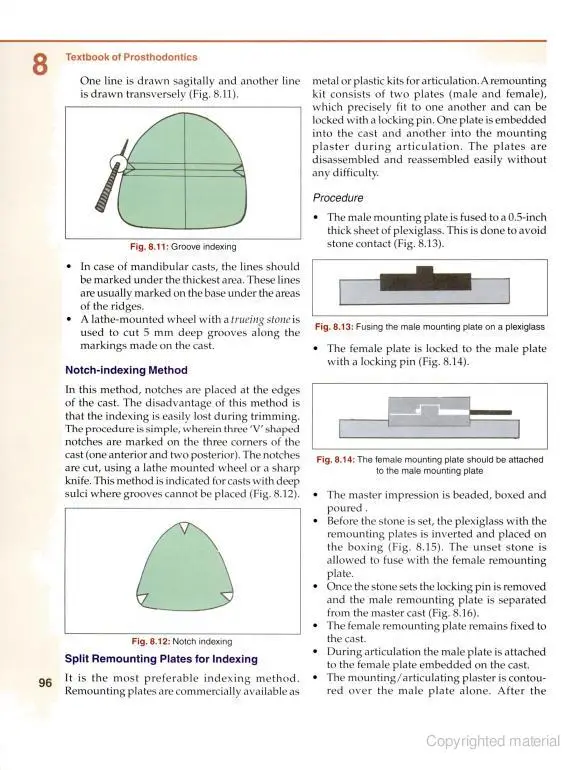 8
Textbook of Prosthodontics
One line is drawn sagitally and another line
is drawn transversely (Fig. 8.11).
Fig. 8.11: Groove indexing
• In case of mandibular casts, the lines should
be marked under the thickest area. These lines
are usually marked on the base under the areas
of the ridges.
• A lathe-mounted wheel with a trueing stone is
used to cut 5 mm deep grooves along the
markings made on the cast.
Notch-indexing Method
In this method, notches are placed at the edges
of the cast. The disadvantage of this method is
that the indexing is easily lost during trimming.
The procedure is simple, wherein three 'V' shaped
notches are marked on the three corners of the
cast (one anterior and two posterior). The notches
are cut, using a lathe mounted wheel or a sharp
knife. This method is indicated for casts with deep
sulci where grooves cannot be placed (Fig. 8.12).
Fig. 8.12: Notch indexing
Split Remounting Plates for Indexing
It is the most preferable indexing method.
Remounting plates are commercially available as
96
metal or plastic kits for articulation. A remounting
kit consists of two plates (male and female),
which precisely fit to one another and can be
locked with a locking pin. One plate is embedded
into the cast and another into the mounting
plaster during articulation. The plates are
disassembled and reassembled easily without
any difficulty.
Procedure
• The male mounting plate is fused to a 0.5-inch
thick sheet of plexiglass. This is done to avoid
stone contact (Fig. 8.13).
Fig. 8.13: Fusing the male mounting plate on a plexiglass
• The female plate is locked to the male plate
with a locking pin (Fig. 8.14).
Fig. 8.14: The female mounting plate should be attached
to the male mounting plate
• The master impression is beaded, boxed and
poured .
• Before the stone is set, the plexiglass with the
remounting plates is inverted and placed on
the boxing (Fig. 8.15). The unset stone is
allowed to fuse with the female remounting
plate.
• Once the stone sets the locking pin is removed
and the male remounting plate is separated
from the master cast (Fig. 8.16).
• The female remounting plate remains fixed to
the cast.
• During articulation the male plate is attached
to the female plate embedded on the cast.
• The mounting/articulating plaster is contou-
red over the male plate alone. After the
Copyrighted material